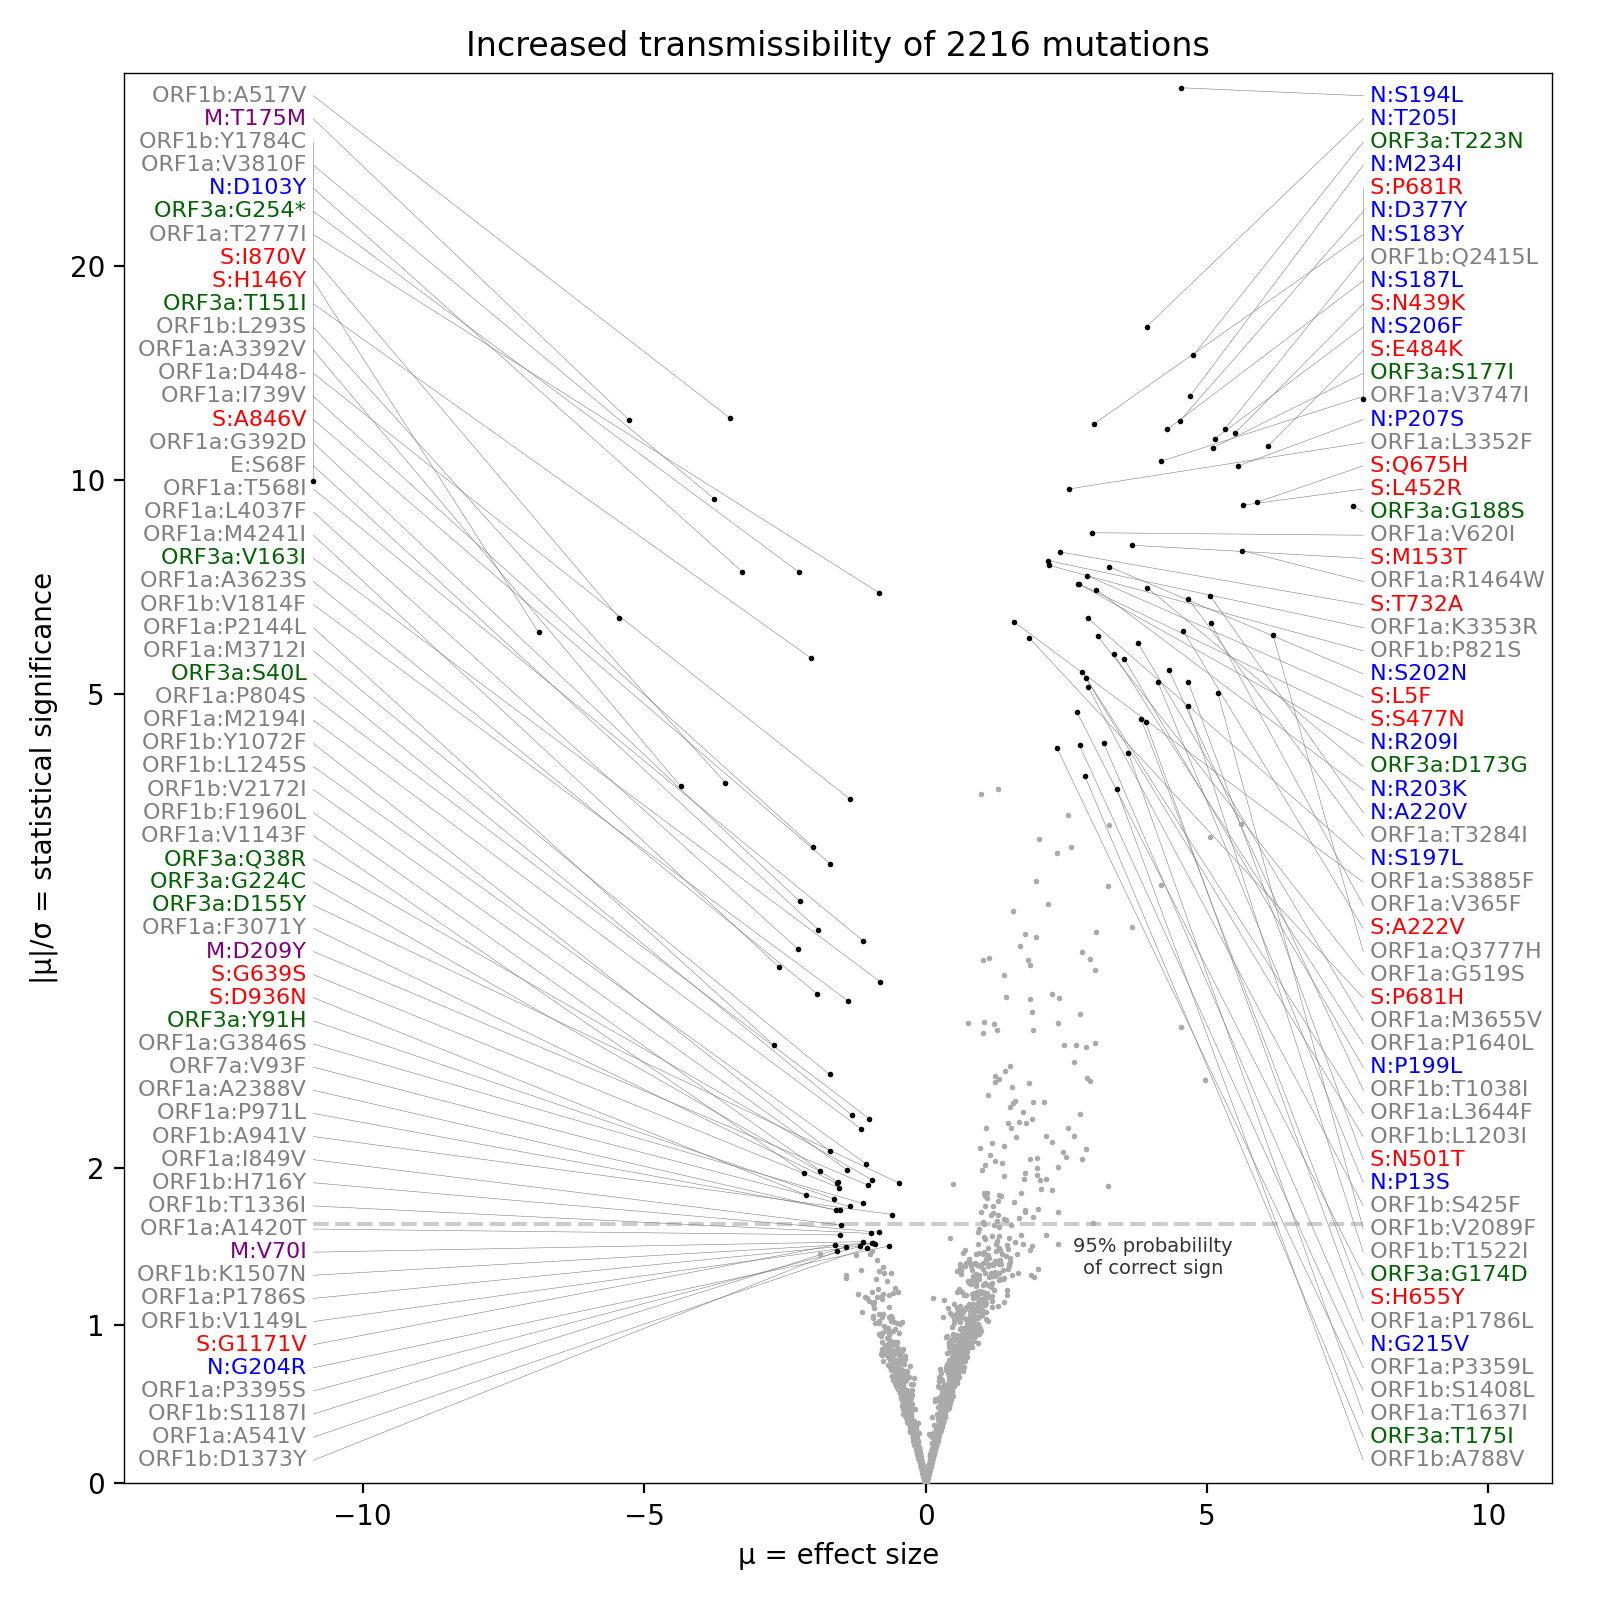 Increased transmissibility of 2216 mutations
ORF1b:A517V
M:T175M
ORF1b:Y1784C
ORF1a:V3810F
N:D103Y
ORF3a:G254*
ORF1a:T2777I
S:I870V
S:H146Y
ORF3a:T151I
ORF1b:L293S
ORF1a:A3392V
ORF1a:D448-
ORF1a:I739V
S:A846V
ORF1a:G392D
E:S68F
ORF1a:T568I
ORF1a:L4037F
ORF1a:M4241I
ORF3a:V163I
ORF1a:A3623S
ORF1b:V1814F
ORF1a:P2144L
ORF1a:M3712I
ORF3a:S40L
ORF1a:P804S
ORF1a:M2194I
ORF1b:Y1072F
ORF1b:L1245S
ORF1b:V2172I
ORF1b:F1960L
ORF1a:V1143F
ORF3a:Q38R
ORF3a:G224C
ORF3a:D155Y
ORF1a:F3071Y
M:D209Y
S:G639S
S:D936N
ORF3a:Y91H
ORF1a:G3846S
ORF7a:V93F
ORF1a:A2388V
ORF1a:P971L
ORF1b:A941V
ORF1a:I849V
ORF1b:H716Y
ORF1b:T1336I
ORF1a:A1420T
M:V70I
ORF1b:K1507N
ORF1a:P1786S
ORF1b:V1149L
S:G1171V
N:G204R
ORF1a:P3395S
ORF1b:S1187I
ORF1a:A541V
ORF1b:D1373Y
N:S194L
N:T205I
ORF3a:T223N
N:M234I
S:P681R
N:D377Y
N:S183Y
ORF1b:Q2415L
N:S187L
S:N439K
N:S206F
S:E484K
ORF3a:S177I
ORF1a:V3747I
N:P207S
ORF1a:L3352F
S:Q675H
S:L452R
ORF3a:G188S
ORF1a:V620I
S:M153T
ORF1a:R1464W
S:T732A
ORF1a:K3353R
ORF1b:P821S
N:S202N
S:L5F
S:S477N
N:R209I
ORF3a:D173G
N:R203K
N:A220V
ORF1a:T3284I
N:S197L
ORF1a:S3885F
ORF1a:V365F
S:A222V
ORF1a:Q3777H
ORF1a:G519S
S:P681H
ORF1a:M3655V
ORF1a:P1640L
N:P199L
ORF1b:T1038I
ORF1a:L3644F
ORF1b:L1203I
S:N501T
N:P13S
ORF1b:S425F
ORF1b:V2089F
ORF1b:T1522I
ORF3a:G174D
S:H655Y
ORF1a:P1786L
N:G215V
ORF1a:P3359L
ORF1b:S1408L
ORF1a:T1637I
ORF3a:T175I
ORF1b:A788V
95% probabililty
of correct sign
20
10
5
2
1
0
|μ|/σ = statistical significance
−10
−5
0
5
10
μ = effect size